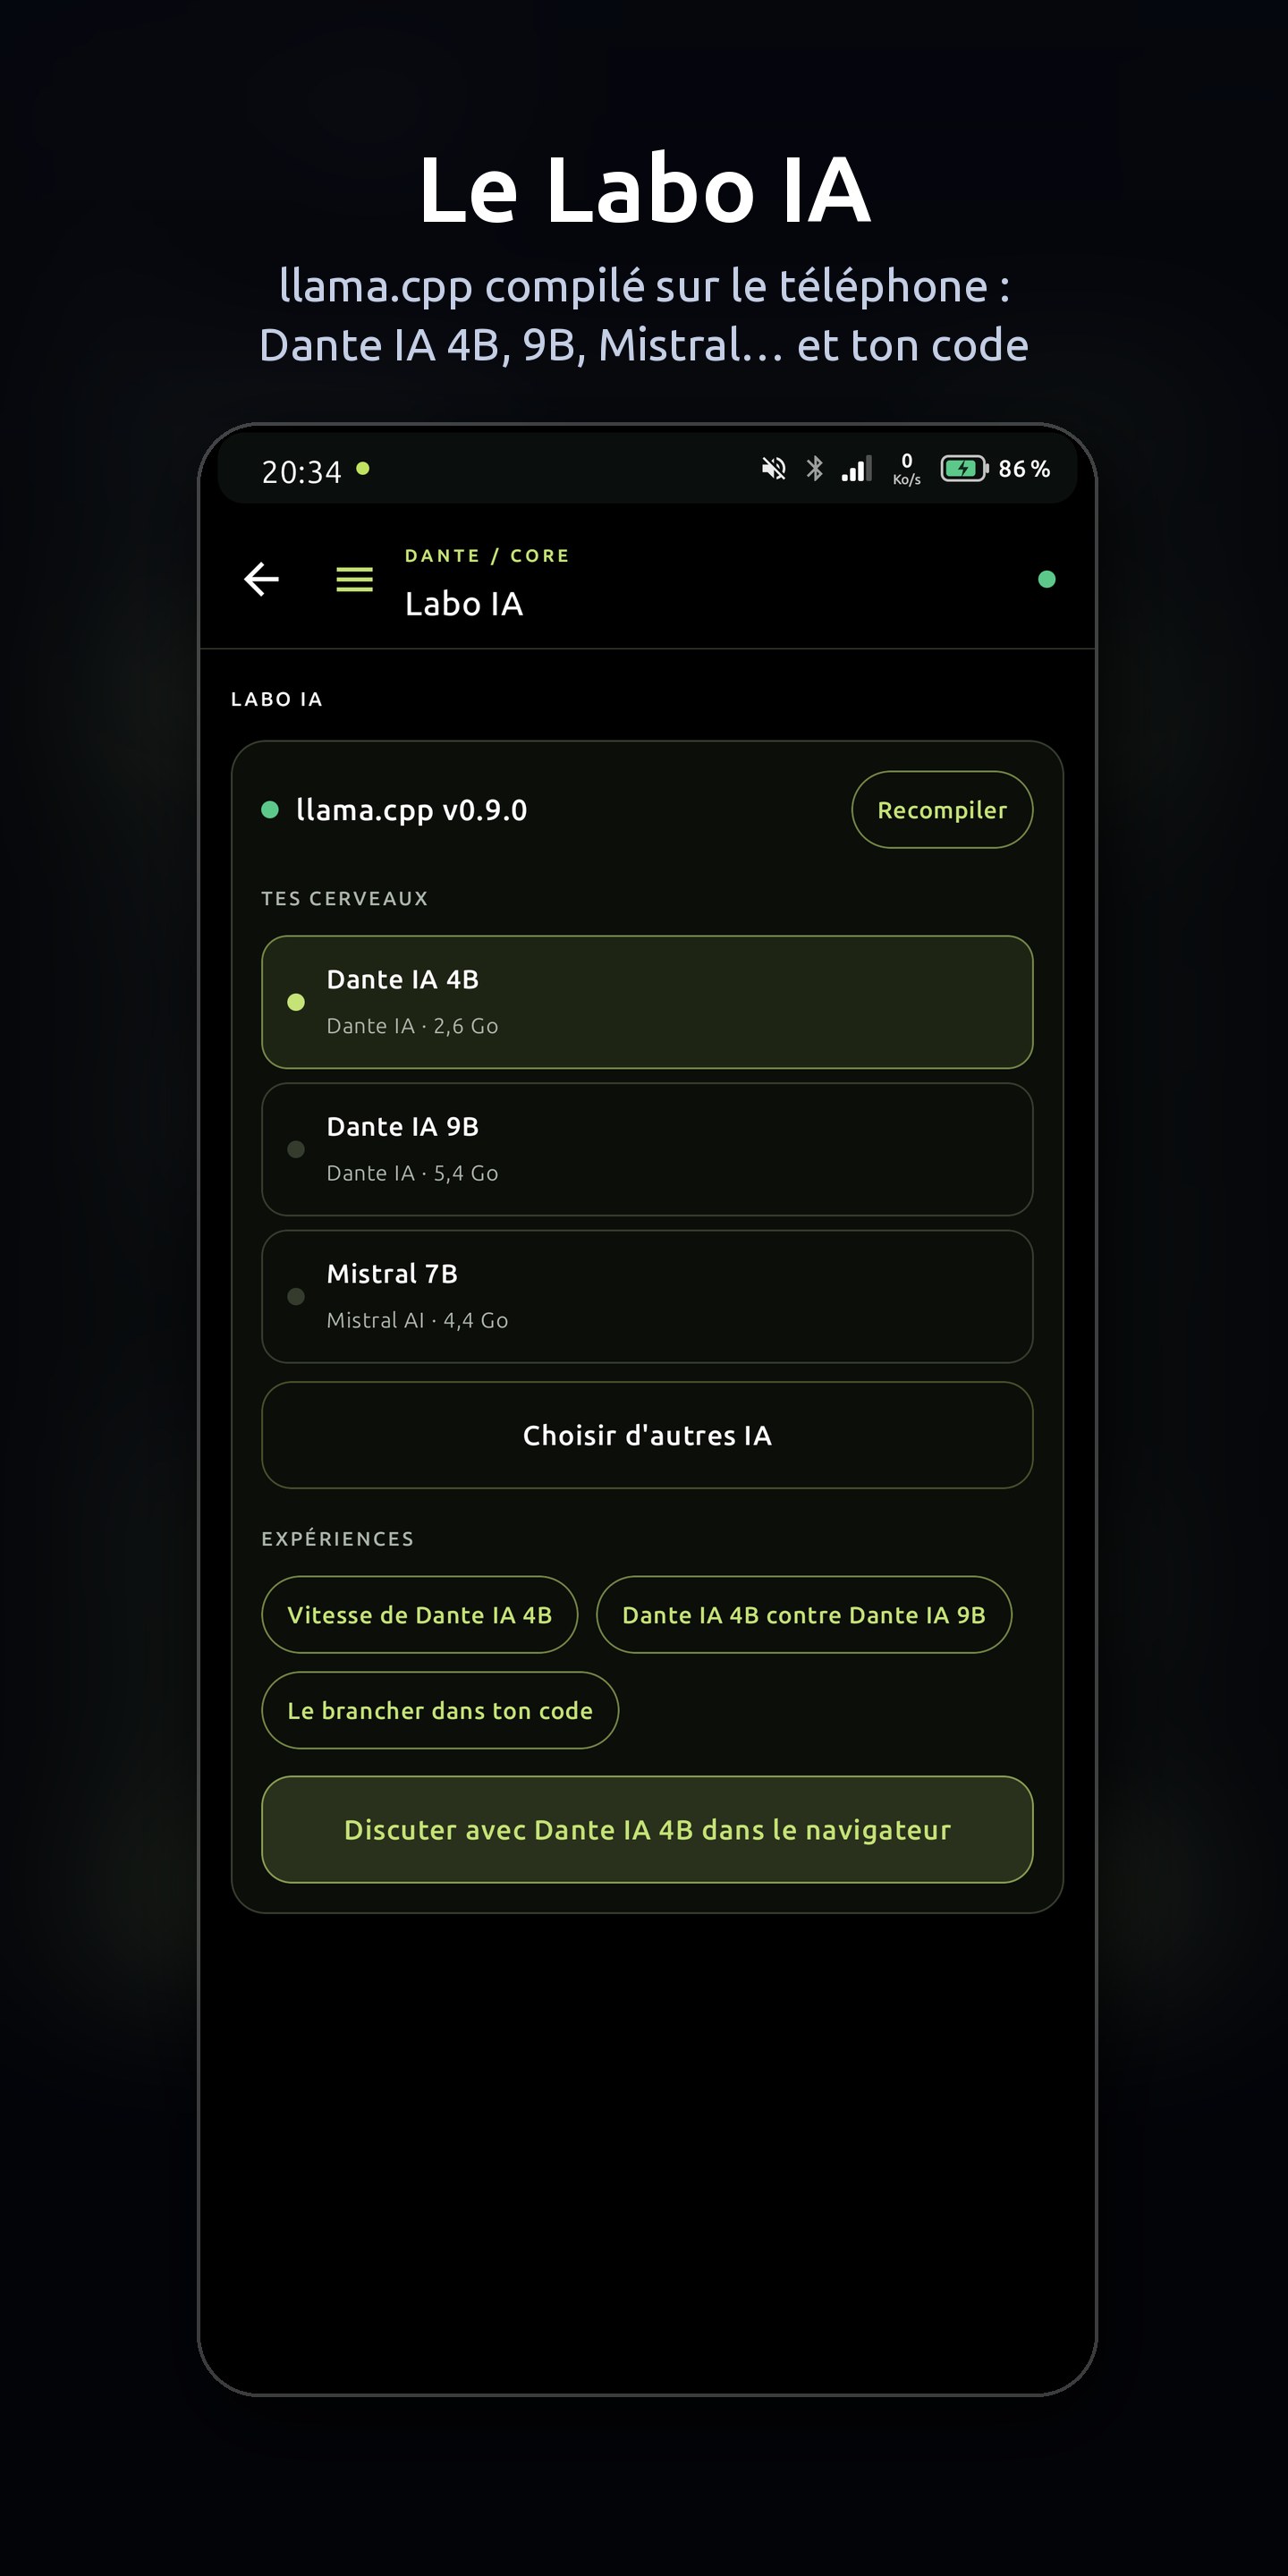 Le Labo IA
llama.cpp compilé sur le téléphone :
Dante IA 4B, 9B, Mistral… et ton code
20:34
0
Ko/s
86 %
DANTE / CORE
Labo IA
LABO IA
llama.cpp v0.9.0
Recompiler
TES CERVEAUX
Dante IA 4B
Dante IA · 2,6 Go
Dante IA 9B
Dante IA · 5,4 Go
Mistral 7B
Mistral AI · 4,4 Go
Choisir d'autres IA
EXPÉRIENCES
Vitesse de Dante IA 4B
Dante IA 4B contre Dante IA 9B
Le brancher dans ton code
Discuter avec Dante IA 4B dans le navigateur